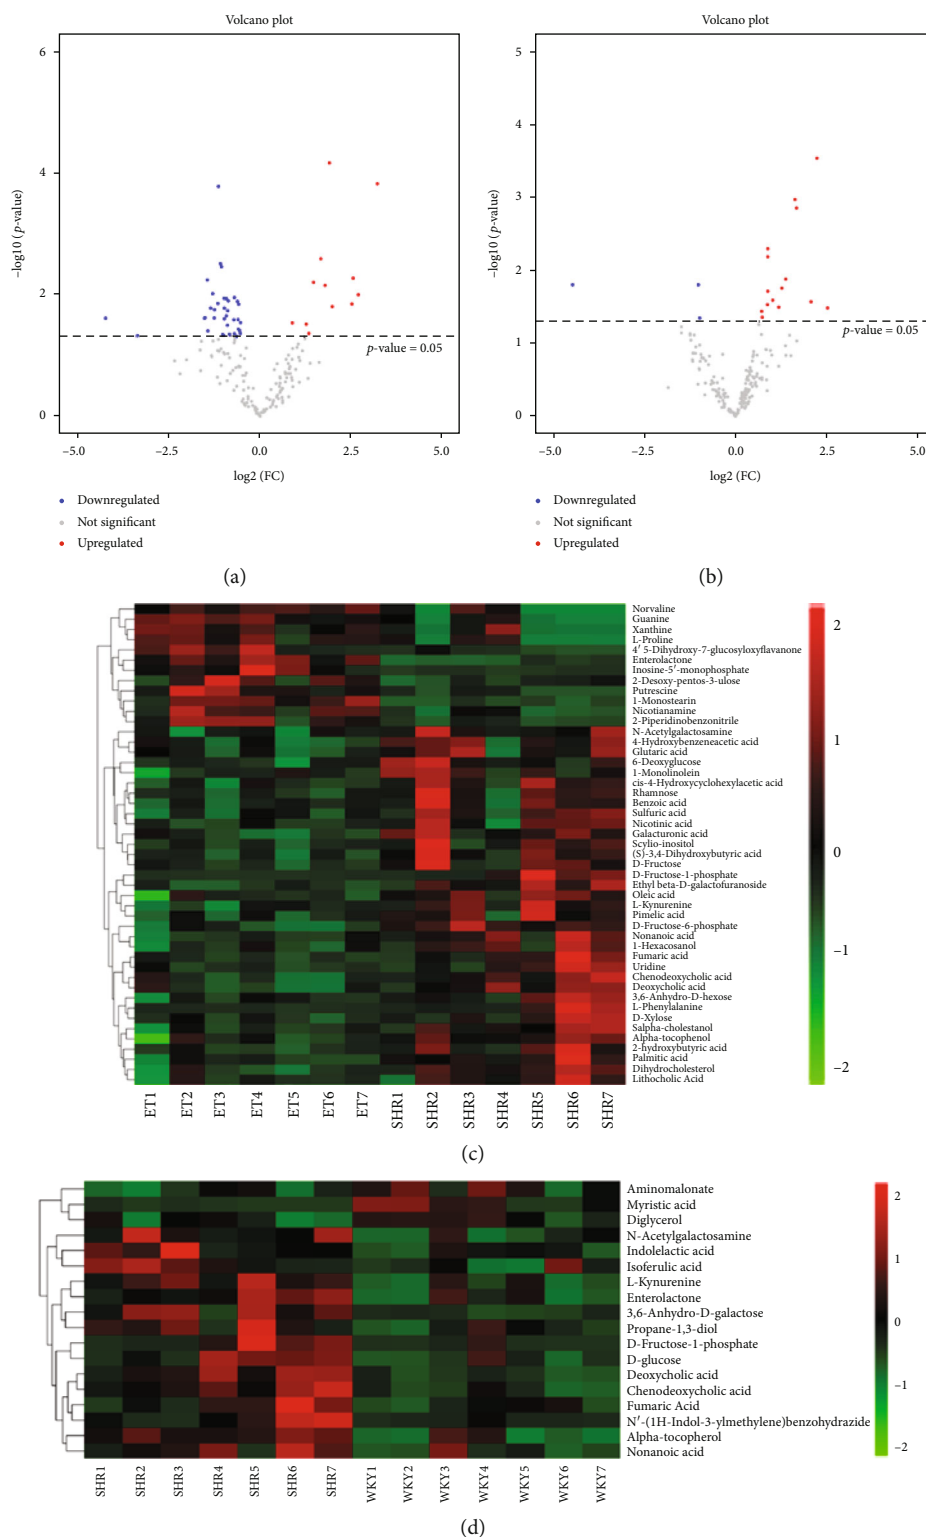 Volcano plot
6
4
2
0
−log10 (p-value)
p-value = 0.05
−5.0
−2.5
0.0
2.5
5.0
log2 (FC)
Downregulated
Not significant
Upregulated
(a)
Volcano plot
5
4
3
2
1
0
−log10 (p-value)
p-value = 0.05
−5.0
−2.5
0.0
2.5
5.0
log2 (FC)
Downregulated
Not significant
Upregulated
(b)
Norvaline
Guanine
Xanthine
L-Proline
4′ 5-Dihydroxy-7-glucosyloxyflavanone
Enterolactone
Inosine-5′-monophosphate
2-Desoxy-pentos-3-ulose
Putrescine
1-Monostearin
Nicotianamine
2-Piperidinobenzonitrile
N-Acetylgalactosamine
4-Hydroxybenzeneacetic acid
Glutaric acid
6-Deoxyglucose
1-Monolinolein
cis-4-Hydroxycyclohexylacetic acid
Rhamnose
Benzoic acid
Sulfuric acid
Nicotinic acid
Galacturonic acid
Scylio-inositol
(S)-3,4-Dihydroxybutyric acid
D-Fructose
D-Fructose-1-phosphate
Ethyl beta-D-galactofuranoside
Oleic acid
L-Kynurenine
Pimelic acid
D-Fructose-6-phosphate
Nonanoic acid
1-Hexacosanol
Fumaric acid
Uridine
Chenodeoxycholic acid
Deoxycholic acid
3,6-Anhydro-D-hexose
L-Phenylalanine
D-Xylose
5alpha-cholestanol
Alpha-tocophenol
2-hydroxybutyric acid
Palmitic acid
Dihydrocholesterol
Lithocholic Acid
2
1
0
−1
−2
ET1
ET2
ET3
ET4
ET5
ET6
ET7
SHR1
SHR2
SHR3
SHR4
SHR5
SHR6
SHR7
(c)
Aminomalonate
Myristic acid
Diglycerol
N-Acetylgalactosamine
Indolelactic acid
Isoferulic acid
L-Kynurenine
Enterolactone
3,6-Anhydro-D-galactose
Propane-1,3-diol
D-Fructose-1-phosphate
D-glucose
Deoxycholic acid
Chenodeoxycholic acid
Fumaric Acid
N′-(1H-Indol-3-ylmethylene)benzohydrazide
Alpha-tocopherol
Nonanoic acid
2
1
0
−1
−2
SHR1
SHR2
SHR3
SHR4
SHR5
SHR6
SHR7
WKY1
WKY2
WKY3
WKY4
WKY5
WKY6
WKY7
(d)